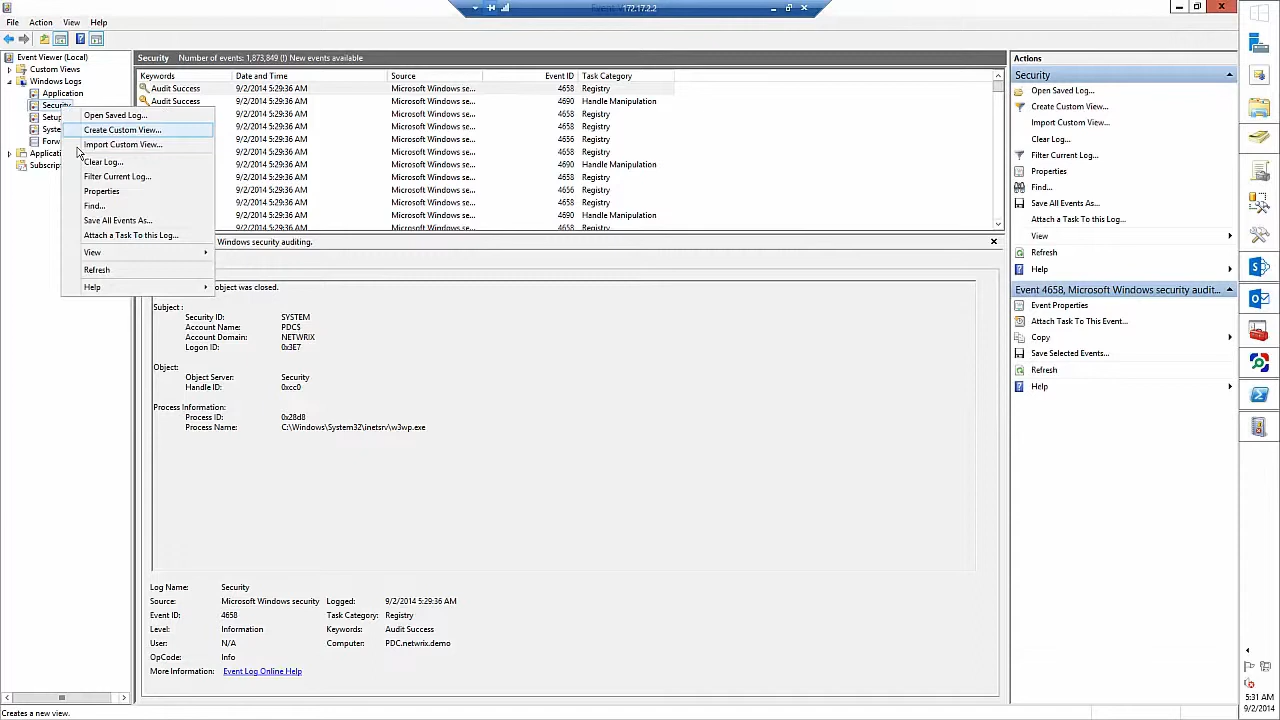 172.17.2.2
File Action View Help
Event Viewer (Local)
Custom Views
Windows Logs
Application
Security
Setu
Syste
Forw
Applicati
Subscrip
Open Saved Log...
Create Custom View...
Import Custom View...
Clear Log...
Filter Current Log...
Properties
Find...
Save All Events As...
Attach a Task To this Log...
View
Refresh
Help
Security Number of events: 1,873,849 (!) New events available
Keywords Date and Time Source Event ID Task Category
Audit Success 9/2/2014 5:29:36 AM Microsoft Windows se... 4658 Registry
Audit Success 9/2/2014 5:29:36 AM Microsoft Windows se... 4690 Handle Manipulation
9/2/2014 5:29:36 AM Microsoft Windows se... 4658 Registry
9/2/2014 5:29:36 AM Microsoft Windows se... 4656 Registry
9/2/2014 5:29:36 AM Microsoft Windows se... 4658 Registry
9/2/2014 5:29:36 AM Microsoft Windows se... 4658 Registry
9/2/2014 5:29:36 AM Microsoft Windows se... 4690 Handle Manipulation
9/2/2014 5:29:36 AM Microsoft Windows se... 4658 Registry
9/2/2014 5:29:36 AM Microsoft Windows se... 4656 Registry
9/2/2014 5:29:36 AM Microsoft Windows se... 4658 Registry
9/2/2014 5:29:36 AM Microsoft Windows se... 4690 Handle Manipulation
9/2/2014 5:29:36 AM Microsoft Windows se... 4658 Registry
Windows security auditing.
object was closed.
Subject :
Security ID: SYSTEM
Account Name: PDC$
Account Domain: NETWRIX
Logon ID: 0x3E7
Object:
Object Server: Security
Handle ID: 0xcc0
Process Information:
Process ID: 0x28d8
Process Name: C:\Windows\System32\inetsrv\w3wp.exe
Log Name: Security
Source: Microsoft Windows security Logged: 9/2/2014 5:29:36 AM
Event ID: 4658 Task Category: Registry
Level: Information Keywords: Audit Success
User: N/A Computer: PDC.netwrix.demo
OpCode: Info
More Information: Event Log Online Help
Actions
Security
Open Saved Log...
Create Custom View...
Import Custom View...
Clear Log...
Filter Current Log...
Properties
Find...
Save All Events As...
Attach a Task To this Log...
View
Refresh
Help
Event 4658, Microsoft Windows security audit...
Event Properties
Attach Task To This Event...
Copy
Save Selected Events...
Refresh
Help
5:31 AM
9/2/2014
Creates a new view.